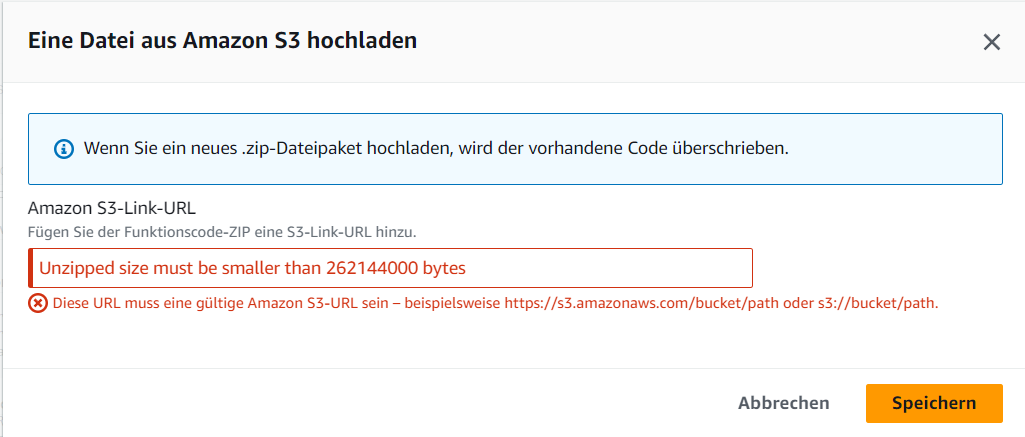 Eine Datei aus Amazon S3 hochladen
Wenn Sie ein neues .zip-Dateipaket hochladen, wird der vorhandene Code überschrieben.
Amazon S3-Link-URL
Fügen Sie der Funktionscode-ZIP eine S3-Link-URL hinzu.
Unzipped size must be smaller than 262144000 bytes
Diese URL muss eine gültige Amazon S3-URL sein – beispielsweise https://s3.amazonaws.com/bucket/path oder s3://bucket/path.
Abbrechen Speichern